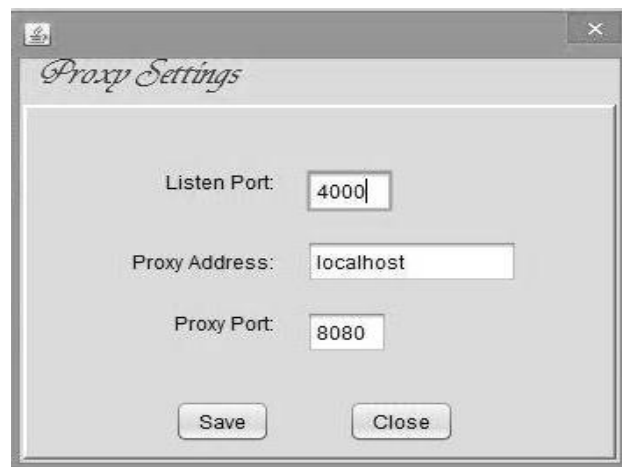 Proxy Settings
Listen Port: 4000
Proxy Address: localhost
Proxy Port: 8080
Save Close